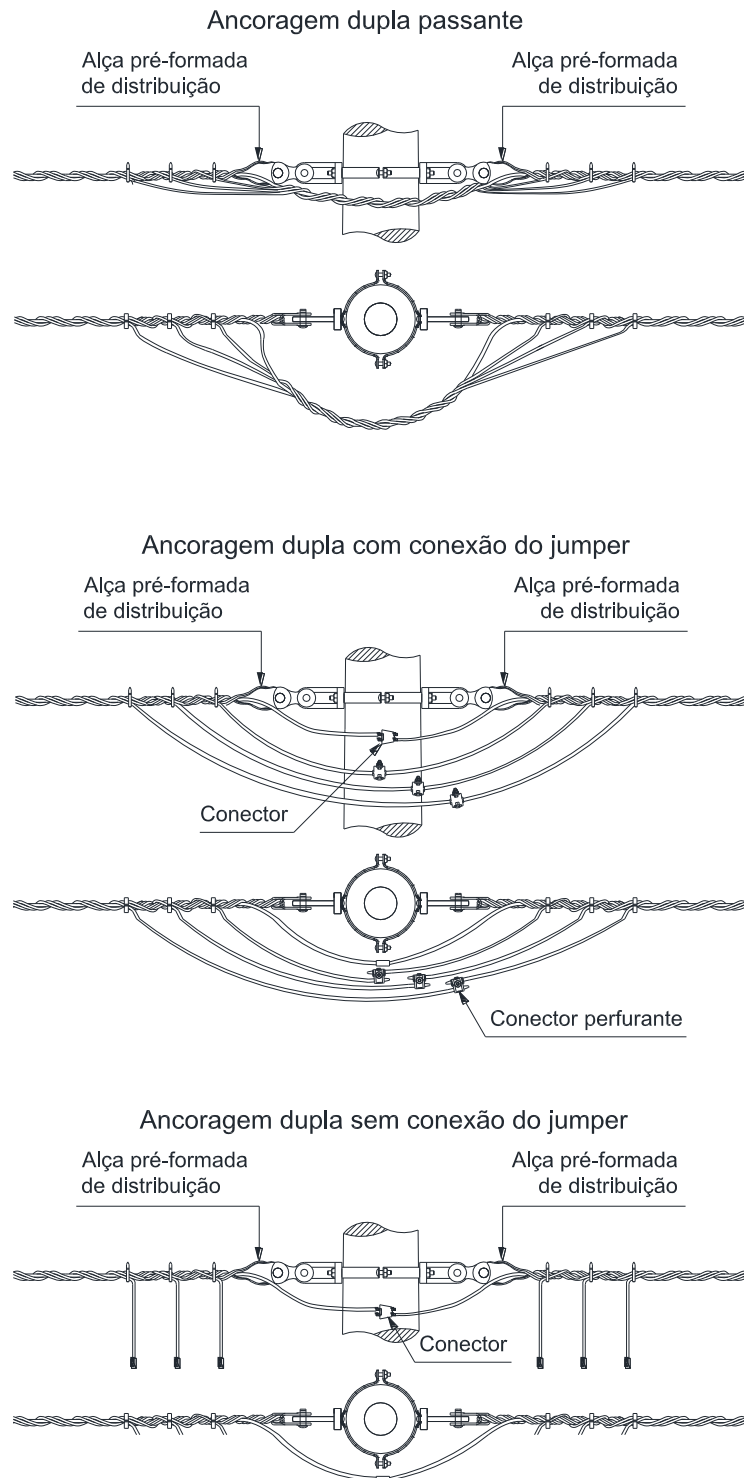 Ancoragem dupla passante
Alça pré-formada
de distribuição
Alça pré-formada
de distribuição
Ancoragem dupla com conexão do jumper
Alça pré-formada
de distribuição
Alça pré-formada
de distribuição
Conector
Conector perfurante
Ancoragem dupla sem conexão do jumper
Alça pré-formada
de distribuição
Alça pré-formada
de distribuição
Conector